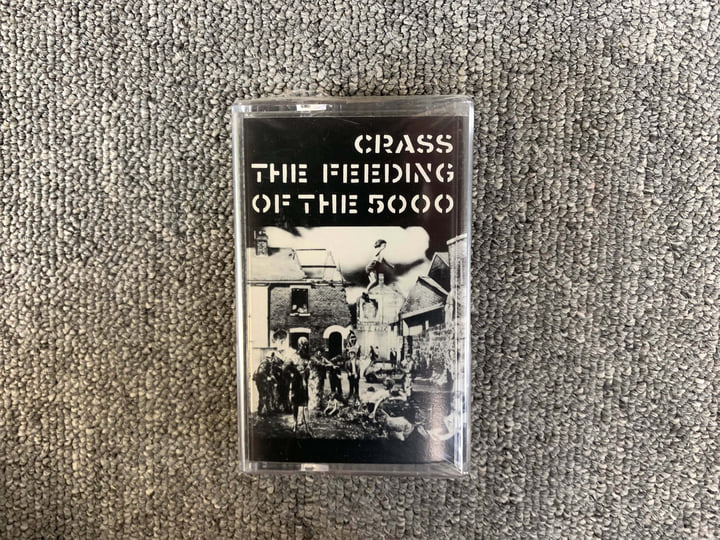 CRASS
THE FEEDING
OF THE 5000